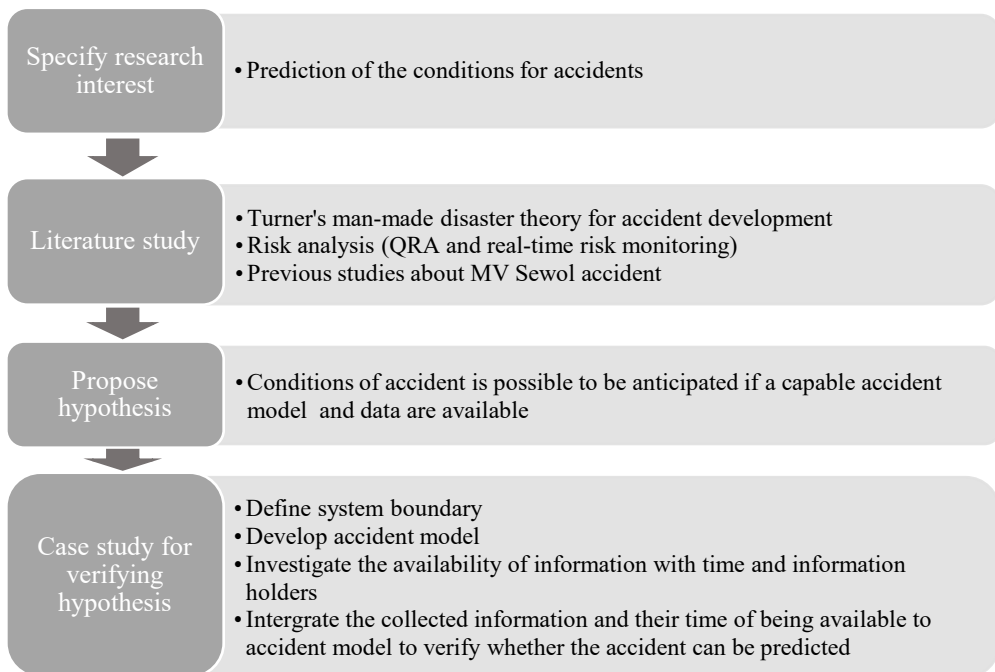 Specify research
interest
• Prediction of the conditions for accidents
Literature study
• Turner's man-made disaster theory for accident development
• Risk analysis (QRA and real-time risk monitoring)
• Previous studies about MV Sewol accident
Propose
hypothesis
• Conditions of accident is possible to be anticipated if a capable accident
model and data are available
Case study for
verifying
hypothesis
• Define system boundary
• Develop accident model
• Investigate the availability of information with time and information
holders
• Intergrate the collected information and their time of being available to
accident model to verify whether the accident can be predicted